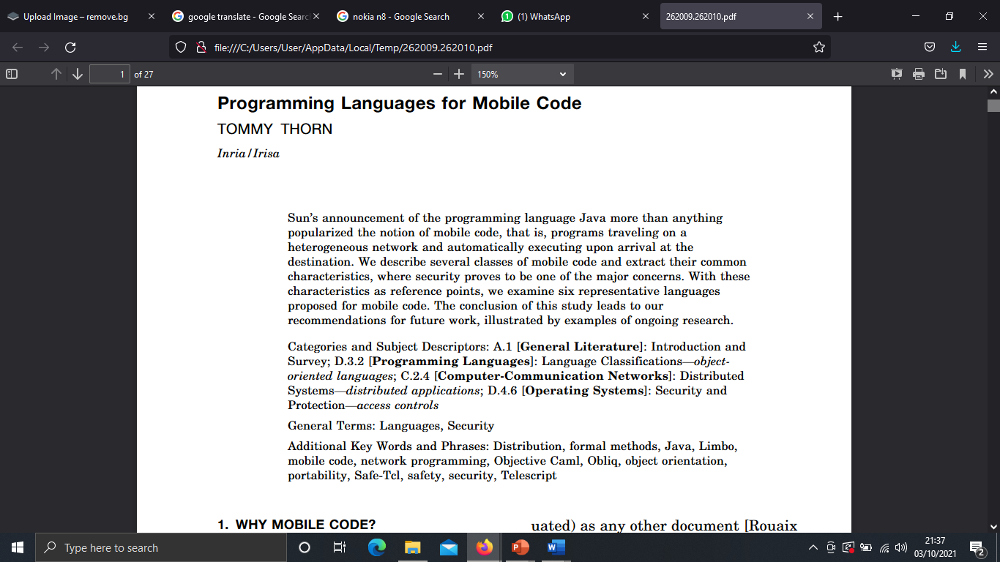 Upload Image – remove.bg
google translate - Google Searc
nokia n8 - Google Search
(1) WhatsApp
262009.262010.pdf
file:///C:/Users/User/AppData/Local/Temp/262009.262010.pdf
1 of 27
150%
Programming Languages for Mobile Code
TOMMY THORN
Inria/Irisa
Sun's announcement of the programming language Java more than anything
popularized the notion of mobile code, that is, programs traveling on a
heterogeneous network and automatically executing upon arrival at the
destination. We describe several classes of mobile code and extract their common
characteristics, where security proves to be one of the major concerns. With these
characteristics as reference points, we examine six representative languages
proposed for mobile code. The conclusion of this study leads to our
recommendations for future work, illustrated by examples of ongoing research.
Categories and Subject Descriptors: A.1 [General Literature]: Introduction and
Survey; D.3.2 [Programming Languages]: Language Classifications—object-
oriented languages; C.2.4 [Computer-Communication Networks]: Distributed
Systems—distributed applications; D.4.6 [Operating Systems]: Security and
Protection—access controls
General Terms: Languages, Security
Additional Key Words and Phrases: Distribution, formal methods, Java, Limbo,
mobile code, network programming, Objective Caml, Obliq, object orientation,
portability, Safe-Tcl, safety, security, Telescript
1. WHY MOBILE CODE?
uated) as any other document [Rouaix
Type here to search
21:37
03/10/2021
2